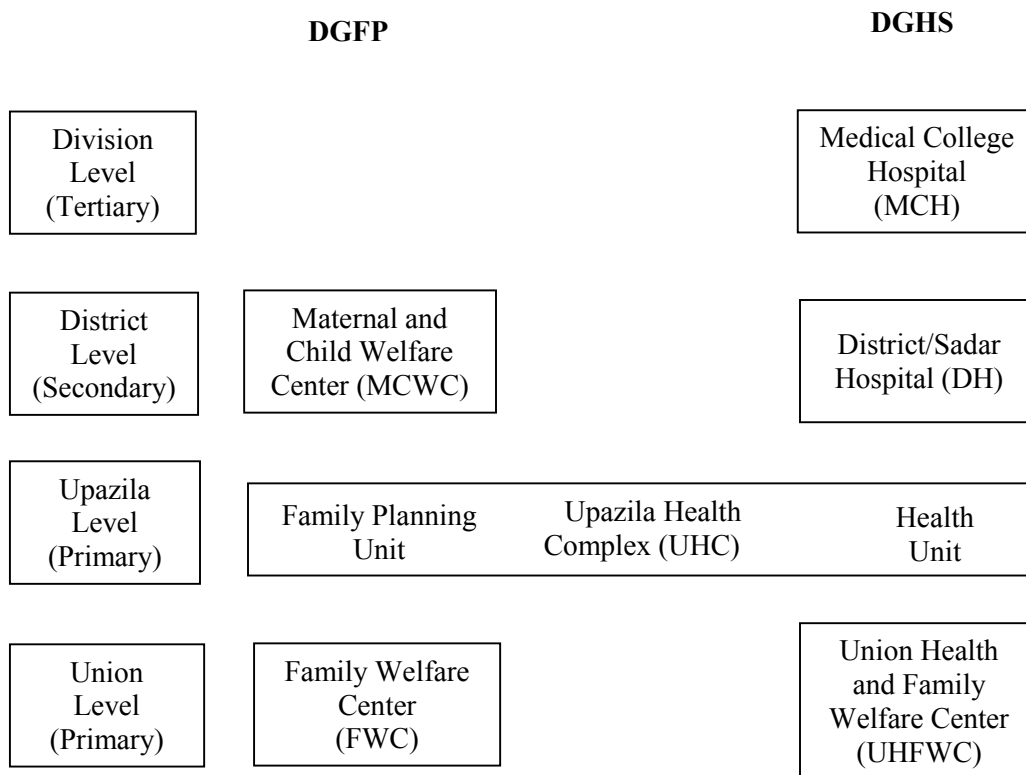 DGFP
DGHS
Division
Level
(Tertiary)
Medical College
Hospital
(MCH)
District
Level
(Secondary)
Maternal and
Child Welfare
Center (MCWC)
District/Sadar
Hospital (DH)
Upazila
Level
(Primary)
Family Planning
Unit
Upazila Health
Complex (UHC)
Health
Unit
Union
Level
(Primary)
Family Welfare
Center
(FWC)
Union Health
and Family
Welfare Center
(UHFWC)